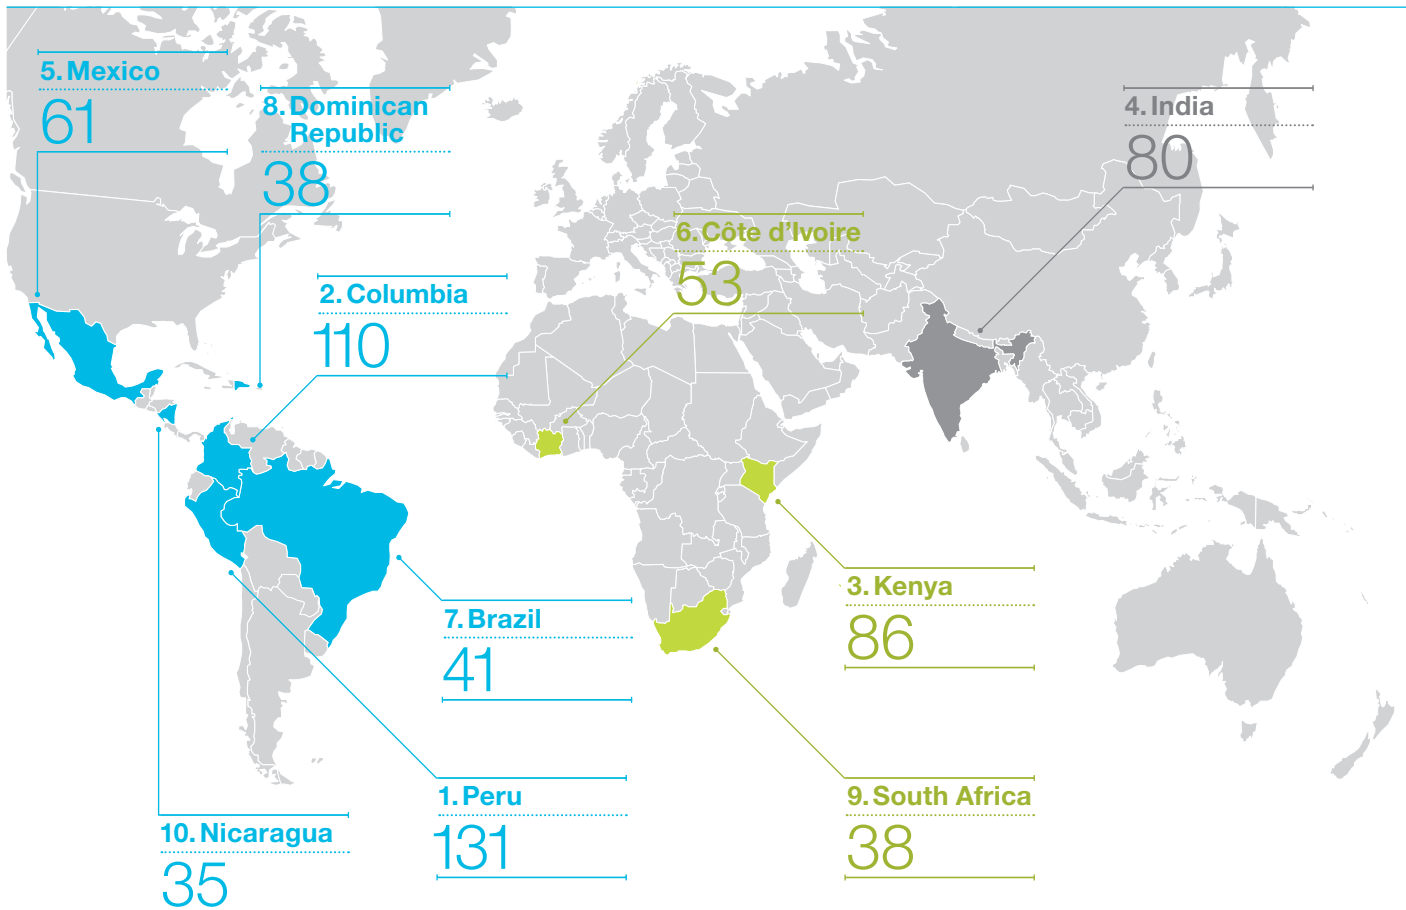 5. Mexico
61
8. Dominican
Republic
38
4. India
80
6. Côte d’Ivoire
53
2. Columbia
110
3. Kenya
86
7. Brazil
41
1. Peru
131
9. South Africa
38
10. Nicaragua
35